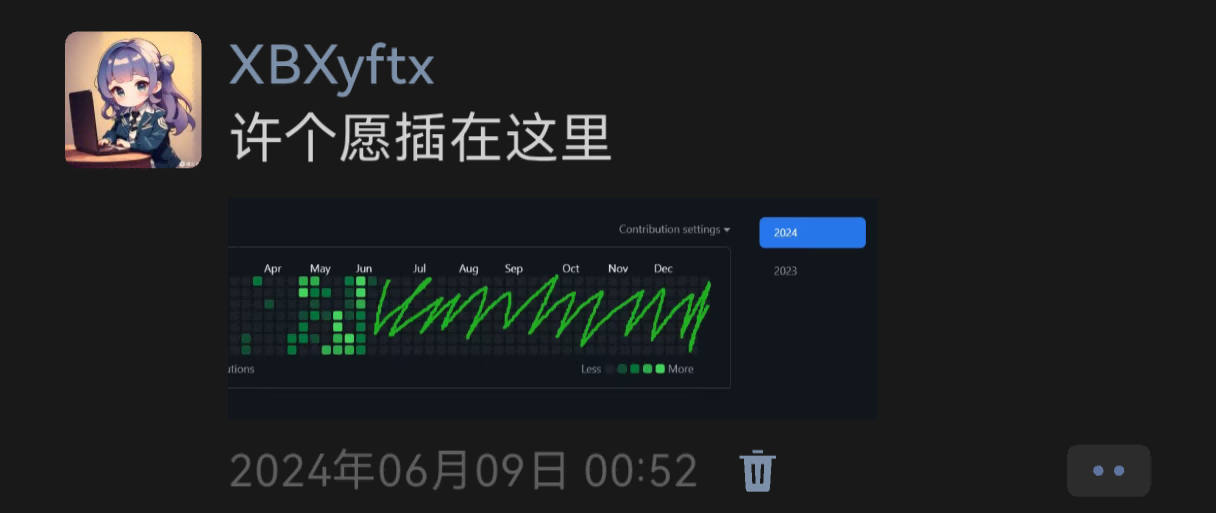 XBXyftx
许个愿插在这里
Contribution settings
2024
2023
Apr May Jun Jul Aug Sep Oct Nov Dec
utions
Less More
2024年06月09日 00:52